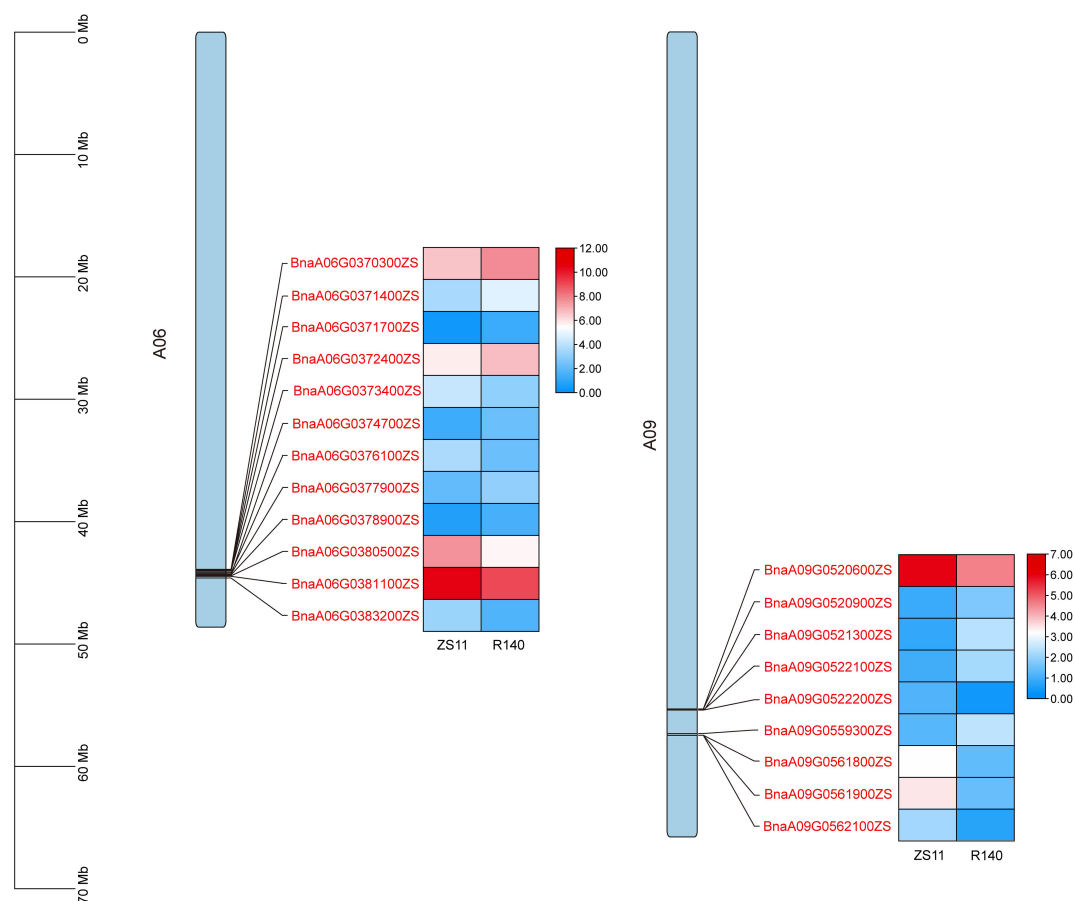 0 Mb
10 Mb
20 Mb
30 Mb
40 Mb
50 Mb
60 Mb
70 Mb
A06
BnaA06G0370300ZS
BnaA06G0371400ZS
BnaA06G0371700ZS
BnaA06G0372400ZS
BnaA06G0373400ZS
BnaA06G0374700ZS
BnaA06G0376100ZS
BnaA06G0377900ZS
BnaA06G0378900ZS
BnaA06G0380500ZS
BnaA06G0381100ZS
BnaA06G0383200ZS
ZS11 R140
12.00
10.00
8.00
6.00
4.00
2.00
0.00
A09
BnaA09G0520600ZS
BnaA09G0520900ZS
BnaA09G0521300ZS
BnaA09G0522100ZS
BnaA09G0522200ZS
BnaA09G0559300ZS
BnaA09G0561800ZS
BnaA09G0561900ZS
BnaA09G0562100ZS
ZS11 R140
7.00
6.00
5.00
4.00
3.00
2.00
1.00
0.00